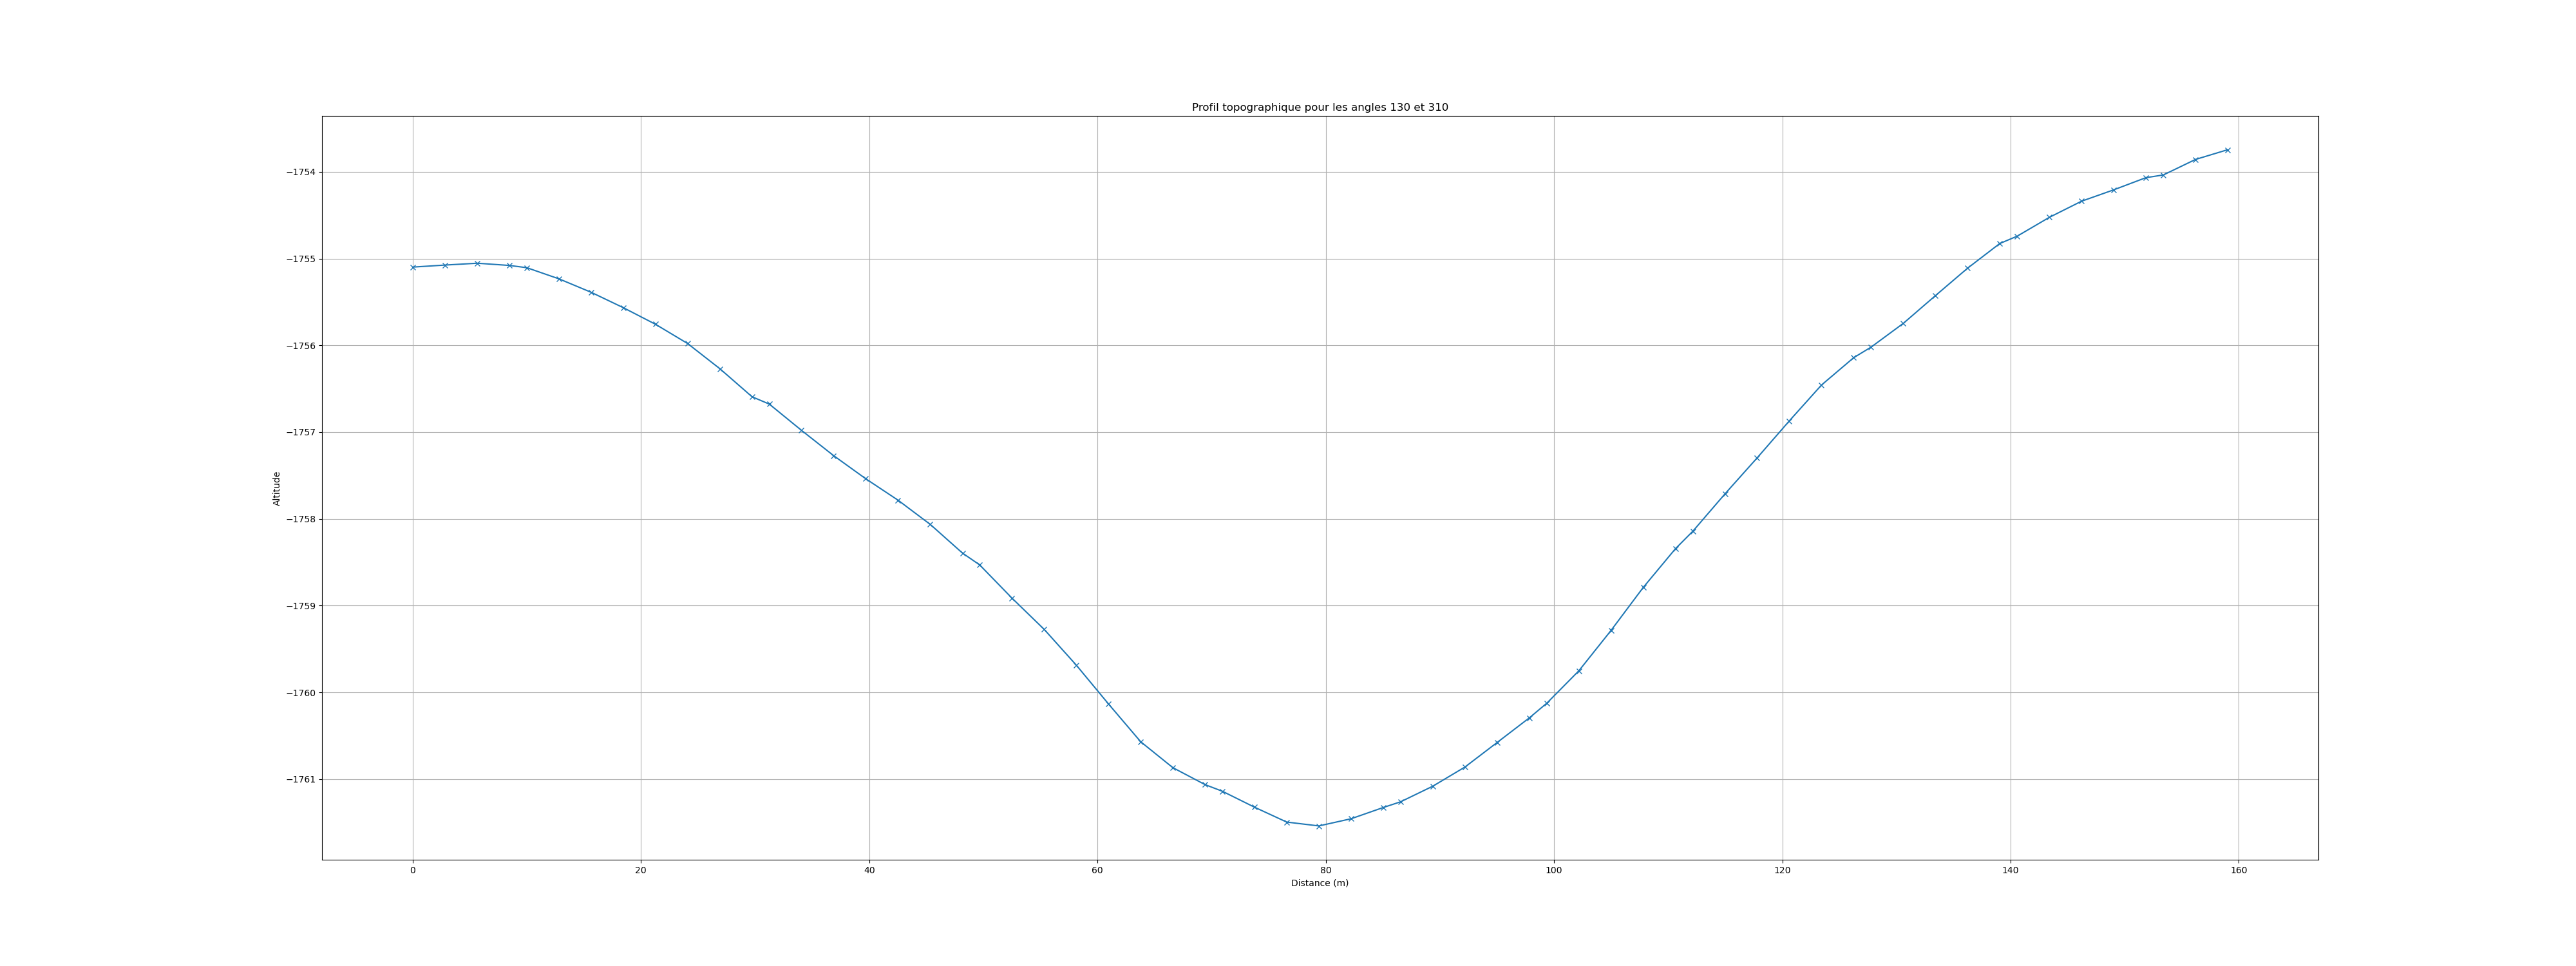 Profil topographique pour les angles 130 et 310
Altitude
−1754
−1755
−1756
−1757
−1758
−1759
−1760
−1761
0 20 40 60 80 100 120 140 160
Distance (m)